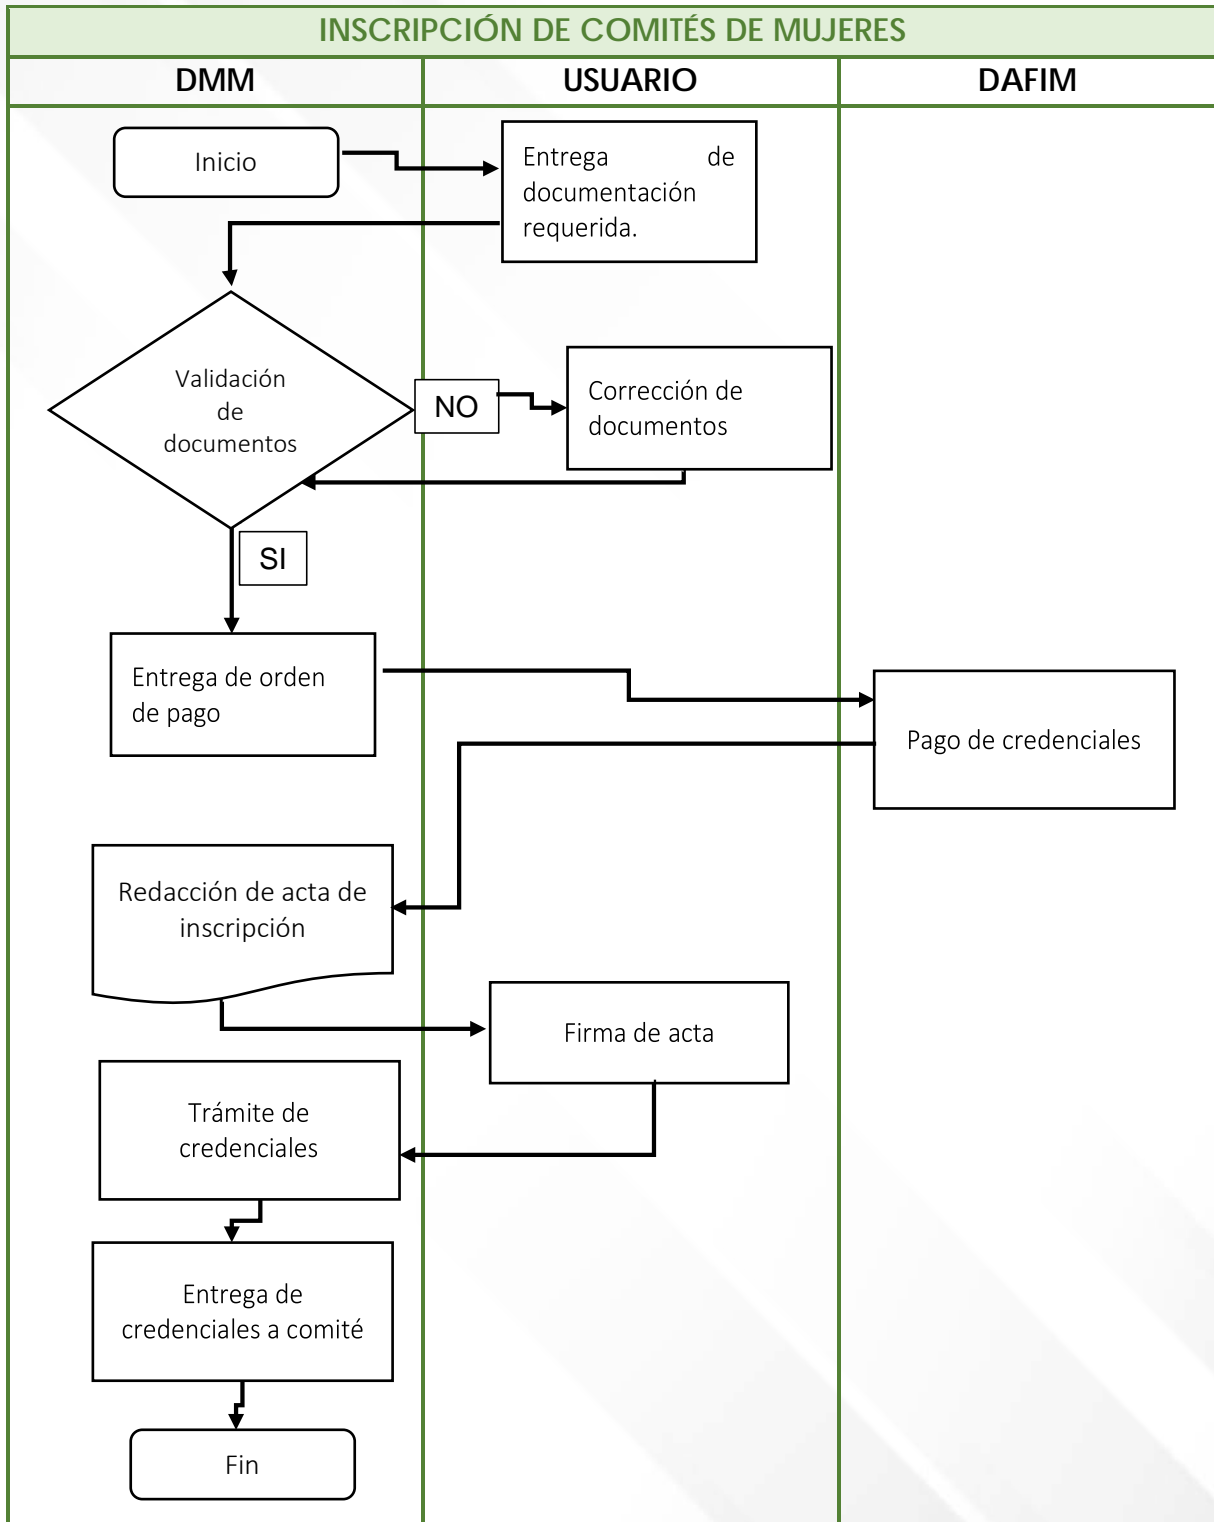 INSCRIPCIÓN DE COMITÉS DE MUJERES
DMM
USUARIO
DAFIM
Inicio
Entrega de
documentación
requerida.
Validación
de
documentos
NO
Corrección de
documentos
SI
Entrega de orden
de pago
Pago de credenciales
Redacción de acta de
inscripción
Firma de acta
Trámite de
credenciales
Entrega de
credenciales a comité
Fin